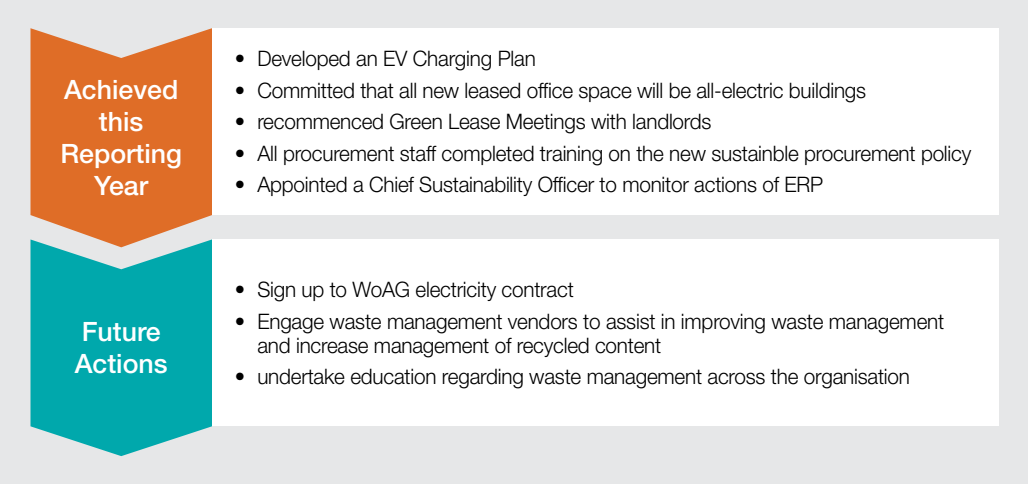 Achieved
this
Reporting
Year
• Developed an EV Charging Plan
• Committed that all new leased office space will be all-electric buildings
• recommenced Green Lease Meetings with landlords
• All procurement staff completed training on the new sustainble procurement policy
• Appointed a Chief Sustainability Officer to monitor actions of ERP
Future
Actions
• Sign up to WoAG electricity contract
• Engage waste management vendors to assist in improving waste management
and increase management of recycled content
• undertake education regarding waste management across the organisation